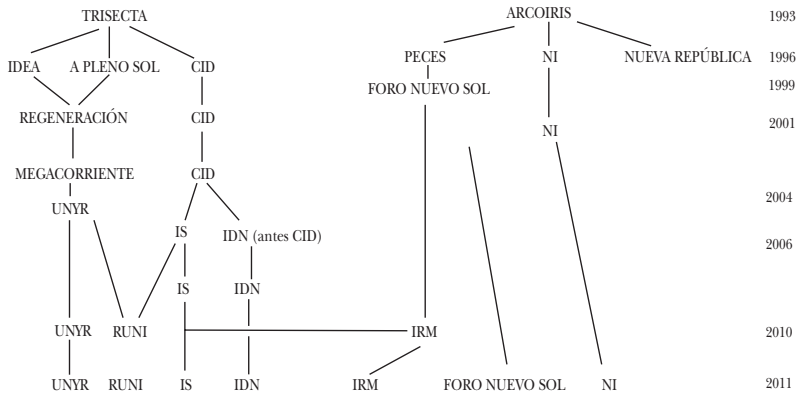 TRISECTA ARCOIRIS 1993
IDEA A PLENO SOL CID PECES NI NUEVA REPÚBLICA 1996
FORO NUEVO SOL 1999
REGENERACIÓN CID NI 2001
MEGACORRIENTE CID
UNYR 2004
IS IDN (antes CID) 2006
IS IDN
UNYR RUNI IRM 2010
UNYR RUNI IS IDN IRM FORO NUEVO SOL NI 2011